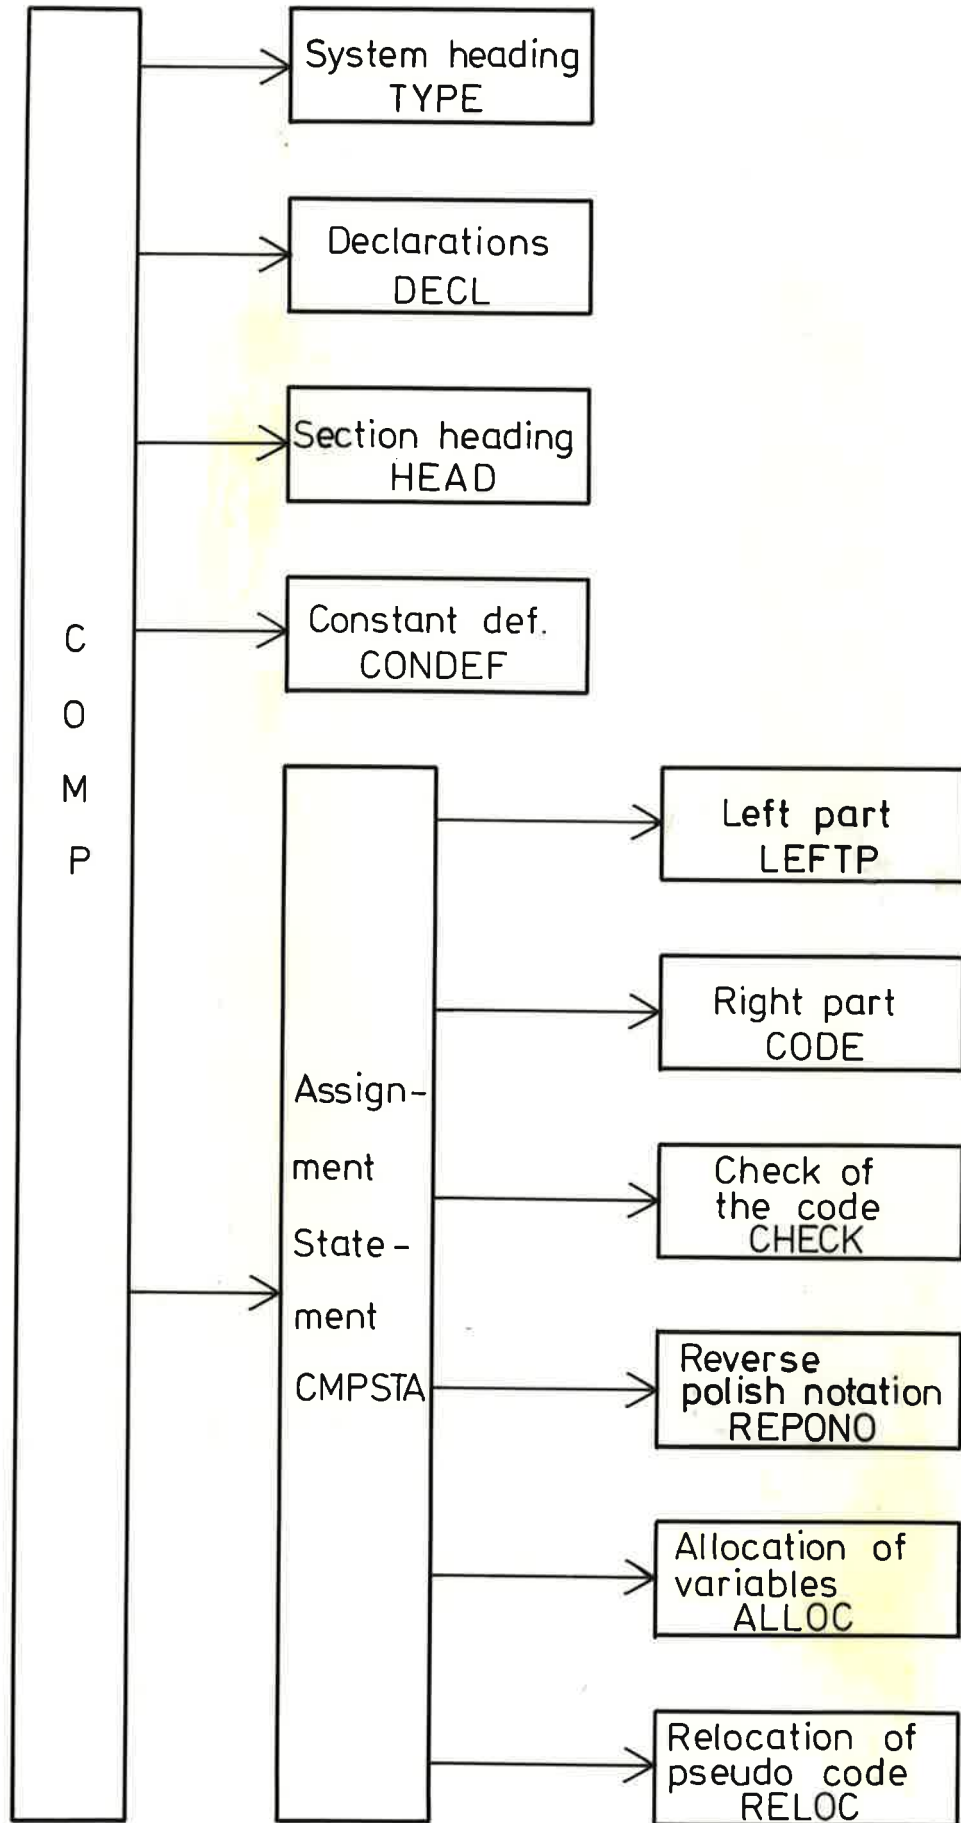 System heading
TYPE
Declarations
DECL
Section heading
HEAD
Constant def.
CONDEF
C
O
M
P
Assign-
ment
State-
ment
CMPSTA
Left part
LEFTP
Right part
CODE
Check of
the code
CHECK
Reverse
polish notation
REPONO
Allocation of
variables
ALLOC
Relocation of
pseudo code
RELOC